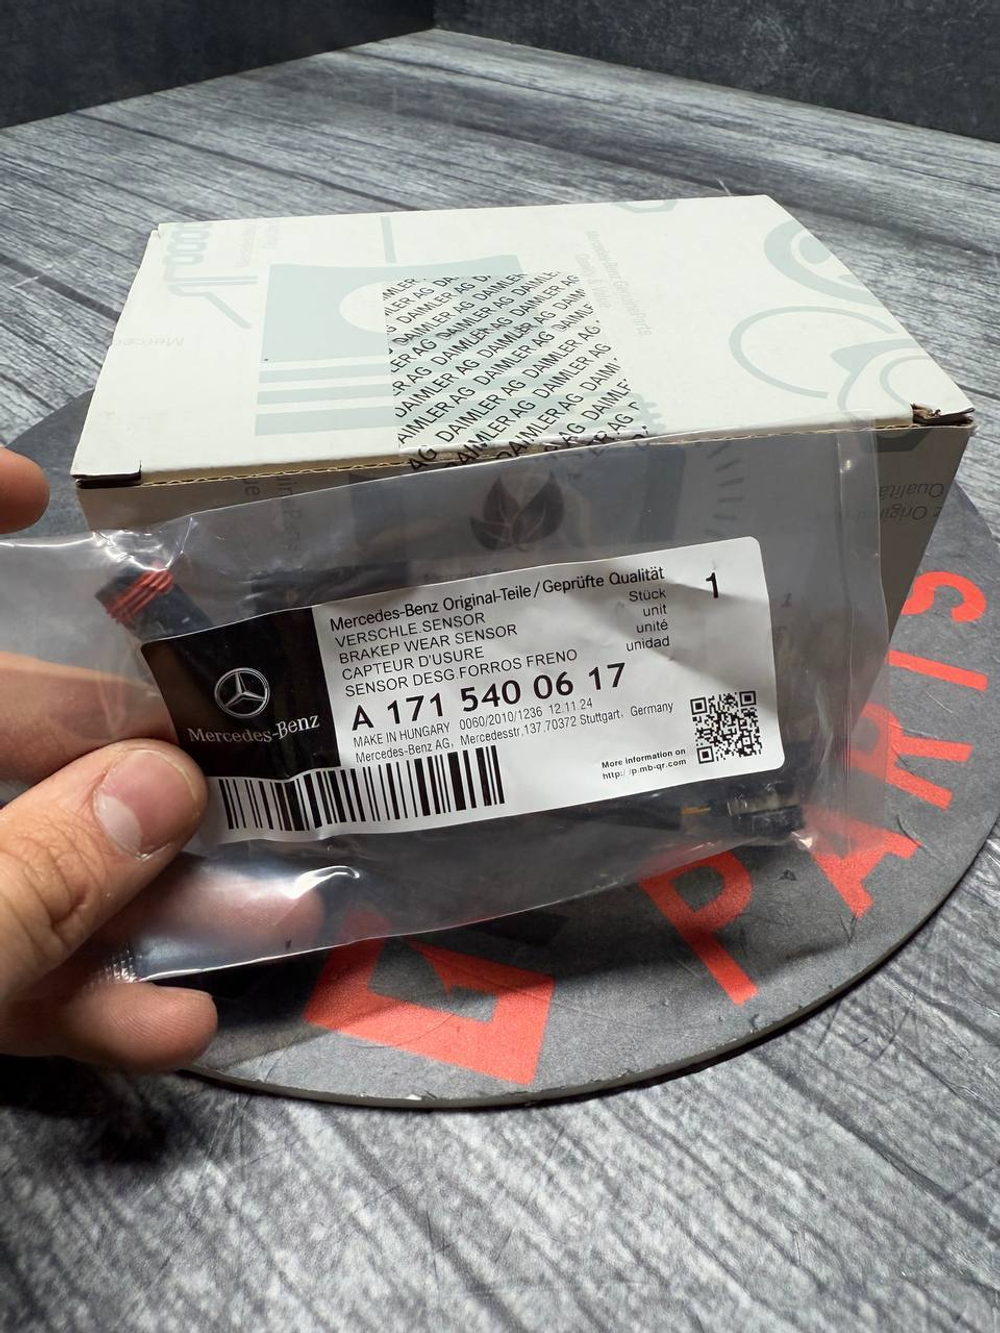 DAIMLER AG DAIMLER AG DAIMLER AG
Mercedes-Benz Original-Teile/Geprüfte Qualität
1
VERSCHLE.SENSOR
Stück
BRAKEP WEAR SENSOR
unit
CAPTEUR D'USURE
unité
SENSOR DESG.FORROS FRENO
unidad
A 171 540 06 17
MAKE IN HUNGARY 0060/2010/1236 12.11.24
Mercedes-Benz AG, Mercedesstr,137,70372 Stuttgart, Germany
Mercedes-Benz
More information on
http://p.mb-qr.com
PARTS